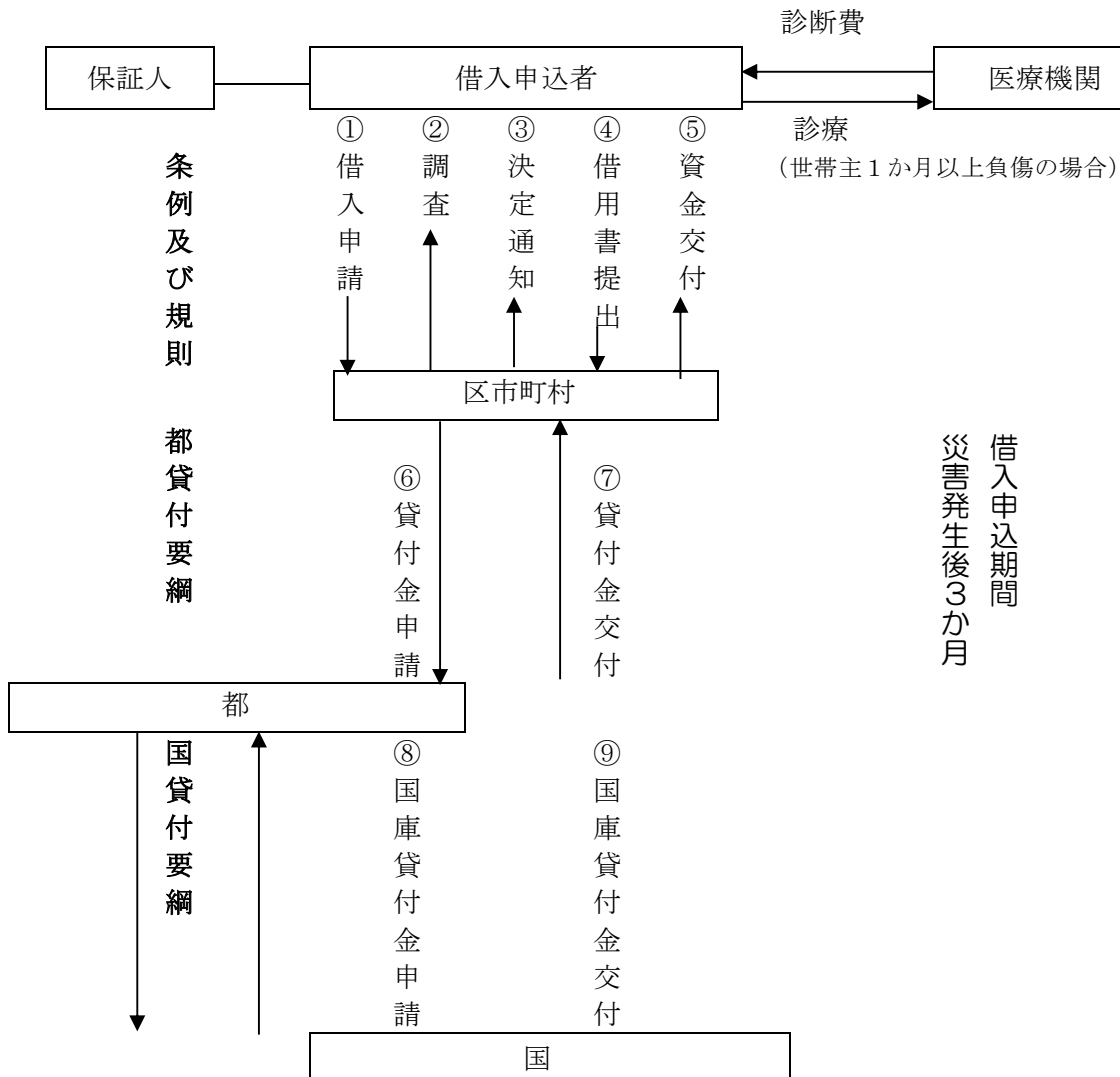 診断費
保証人
借入申込者
医療機関
診療
(世帯主1か月以上負傷の場合)
①借入申請
②調査
③決定通知
④借用書提出
⑤資金交付
条例及び規則
区市町村
都貸付要綱
⑥貸付金申請
⑦貸付金交付
借入申込期間
災害発生後3か月
都
国貸付要綱
⑧国庫貸付金申請
⑨国庫貸付金交付
国